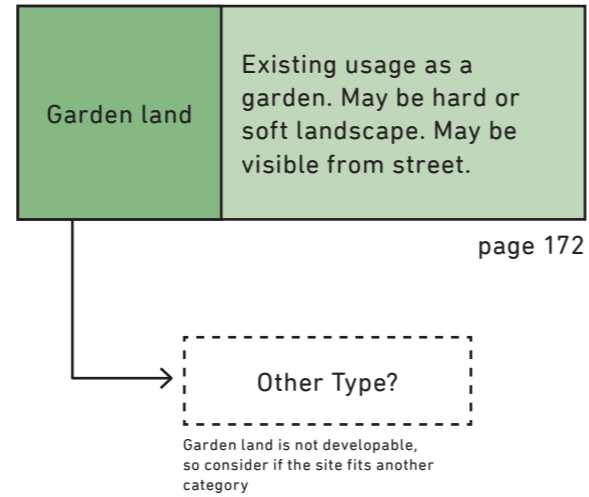 Garden land
Existing usage as a
garden. May be hard or
soft landscape. May be
visible from street.
page 172
Other Type?
Garden land is not developable,
so consider if the site fits another
category